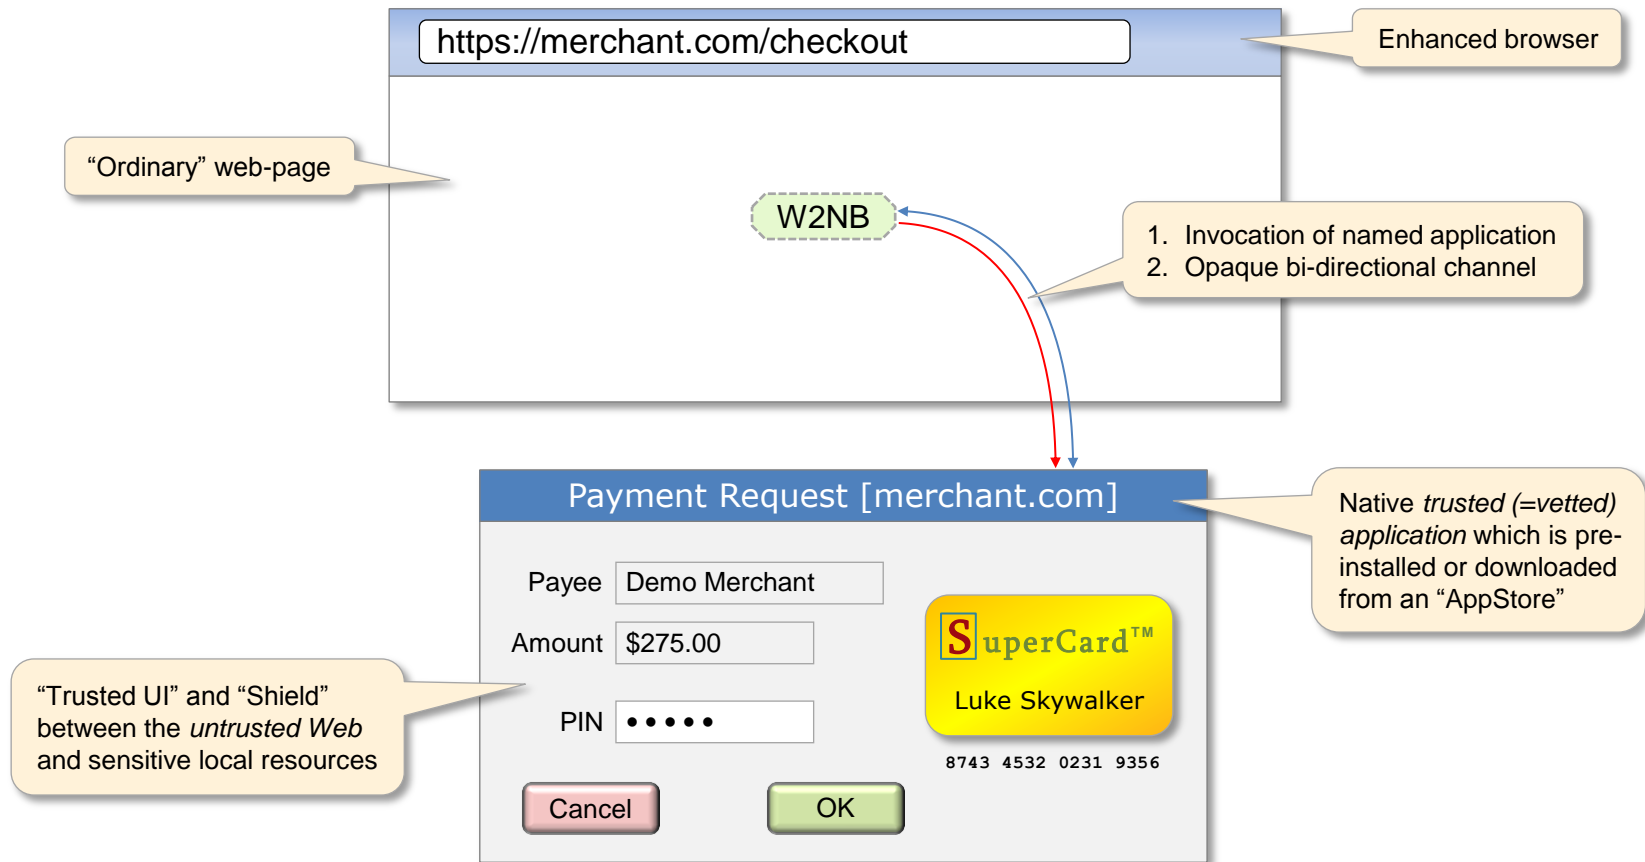 https://merchant.com/checkout
Enhanced browser
“Ordinary” web-page
W2NB
1. Invocation of named application
2. Opaque bi-directional channel
Payment Request [merchant.com]
Native trusted (=vetted)
application which is pre-
installed or downloaded
from an “AppStore”
Payee Demo Merchant
Amount $275.00
SuperCard™
Luke Skywalker
“Trusted UI” and “Shield”
between the untrusted Web
and sensitive local resources
PIN •••••
8743 4532 0231 9356
Cancel
OK